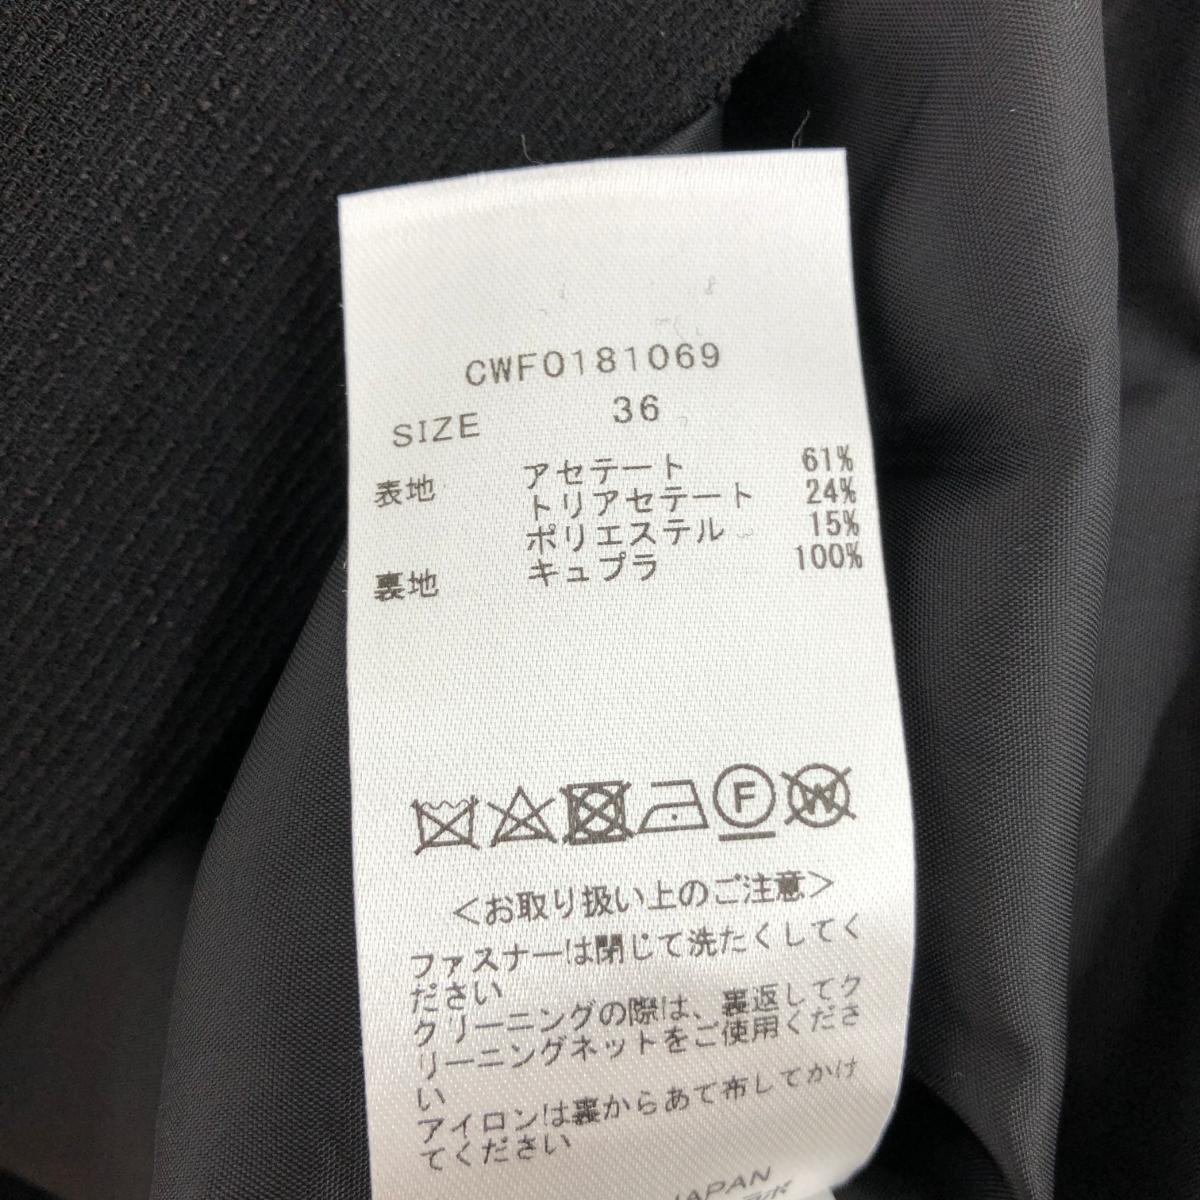 CWF0181069
SIZE 36
表地 アセテート 61%
トリアセテート 24%
ポリエステル 15%
裏地 キュプラ 100%
F W
<お取り扱い上のご注意>
ファスナーは閉じて洗たくしてく
ださい
クリーニングの際は、裏返してク
リーニングネットをご使用くださ
い
アイロンは裏からあて布してかけ
てください
JAPAN